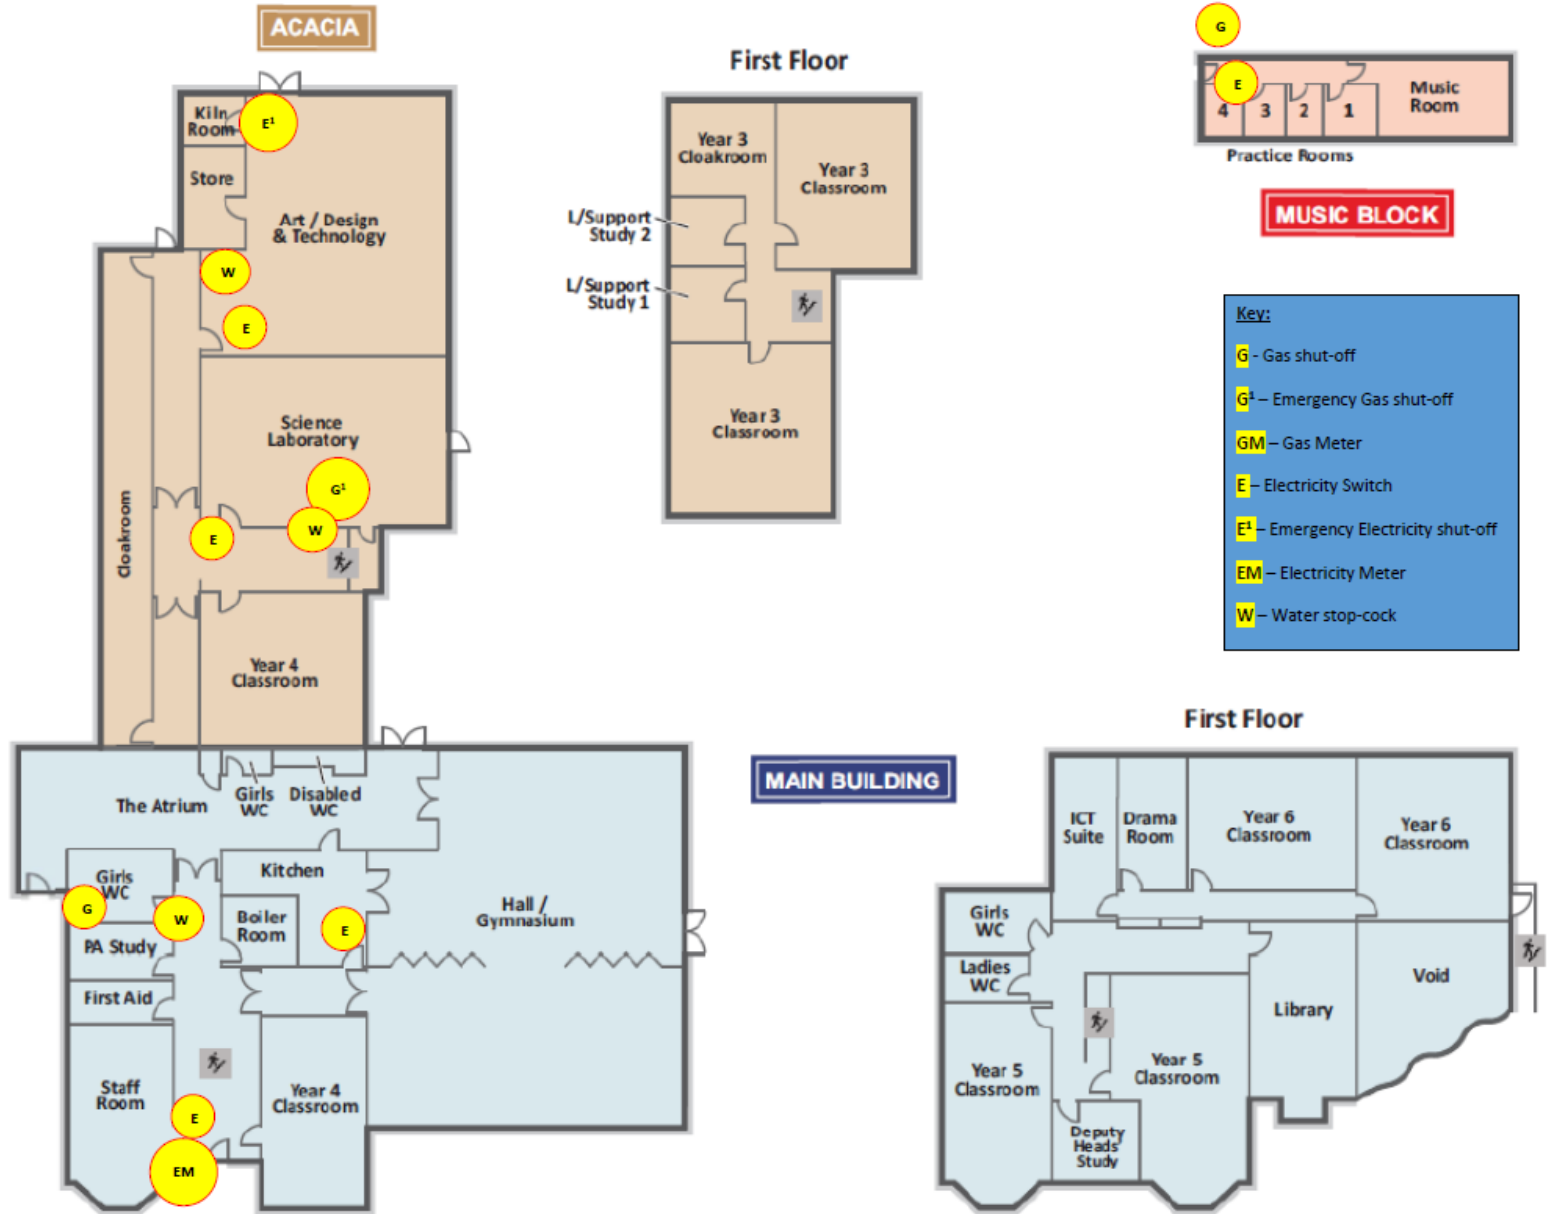 ACACIA
Kiln
Room
E¹
Store
Art / Design
& Technology
W
E
Science
Laboratory
G¹
W
E
Cloakroom
Year 4
Classroom
First Floor
Year 3
Cloakroom
Year 3
Classroom
L/Support
Study 2
L/Support
Study 1
Year 3
Classroom
G
E
4
3
2
1
Music
Room
Practice Rooms
MUSIC BLOCK
Key:
G - Gas shut-off
G¹ – Emergency Gas shut-off
GM – Gas Meter
E – Electricity Switch
E¹ – Emergency Electricity shut-off
EM – Electricity Meter
W – Water stop-cock
MAIN BUILDING
The Atrium
Girls
WC
Disabled
WC
Girls
WC
G
W
Kitchen
Boiler
Room
E
Hall /
Gymnasium
PA Study
First Aid
Staff
Room
E
EM
Year 4
Classroom
First Floor
ICT
Suite
Drama
Room
Year 6
Classroom
Year 6
Classroom
Girls
WC
Ladies
WC
Year 5
Classroom
Year 5
Classroom
Deputy
Heads'
Study
Library
Void